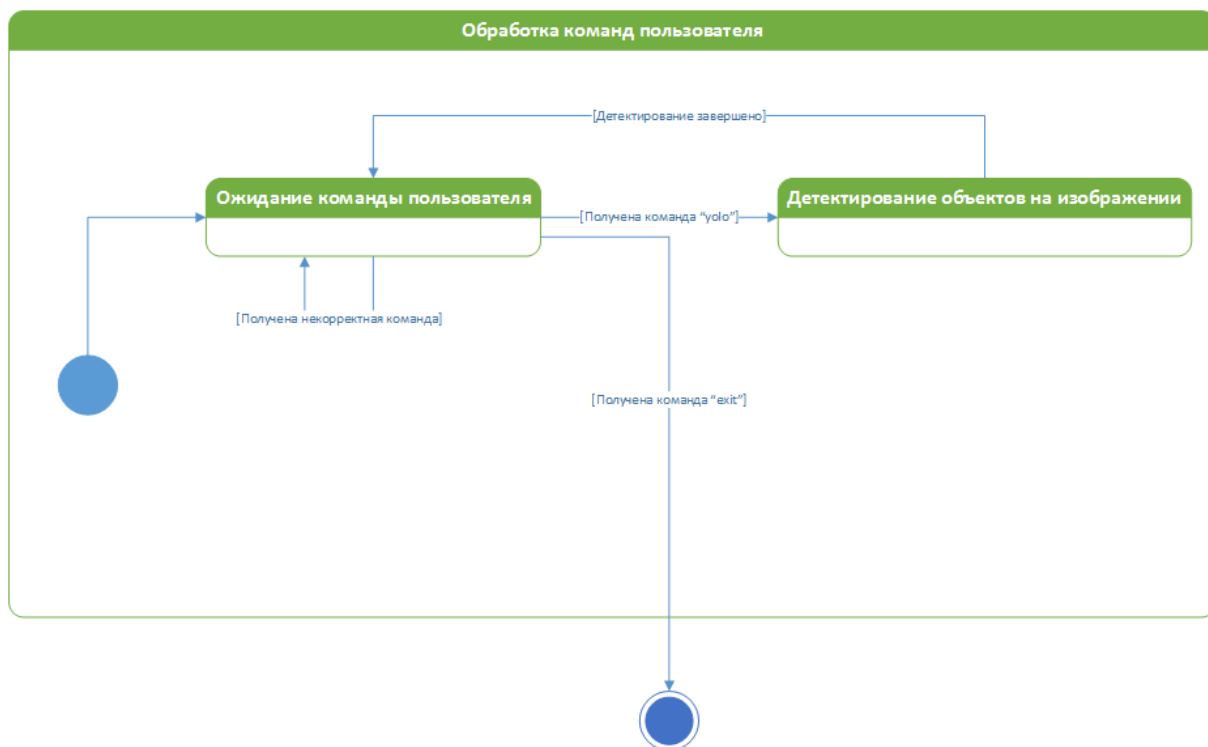 Обработка команд пользователя
[Детектирование завершено]
Ожидание команды пользователя
Детектирование объектов на изображении
[Получена команда “yolo”]
[Получена некорректная команда]
[Получена команда “exit”]